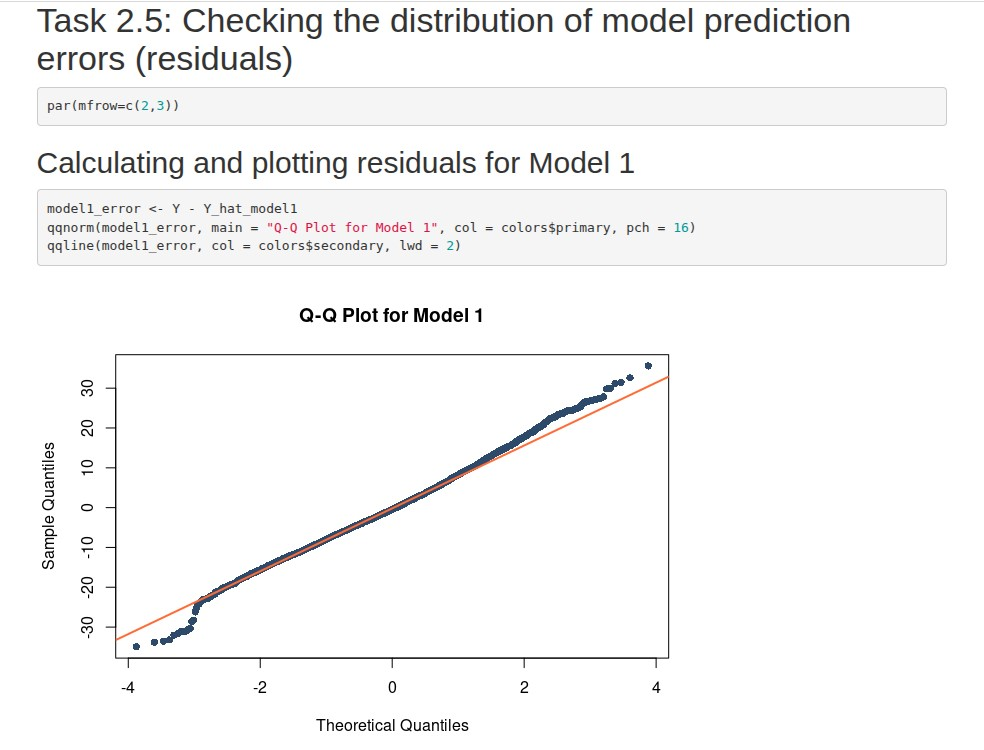 Task 2.5: Checking the distribution of model prediction
errors (residuals)
par(mfrow=c(2,3))
Calculating and plotting residuals for Model 1
model1_error <- Y - Y_hat_model1
qqnorm(model1_error, main = "Q-Q Plot for Model 1", col = colors$primary, pch = 16)
qqline(model1_error, col = colors$secondary, lwd = 2)
Q-Q Plot for Model 1
Sample Quantiles
30
20
10
0
-10
-20
-30
-4 -2 0 2 4
Theoretical Quantiles